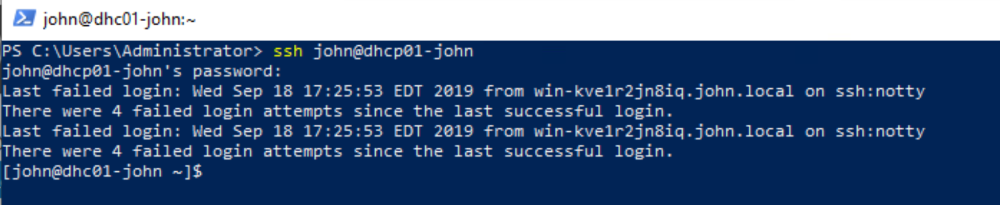 john@dhc01-john:~
PS C:\Users\Administrator> ssh john@dhcp01-john
john@dhcp01-john's password:
Last failed login: Wed Sep 18 17:25:53 EDT 2019 from win-kve1r2jn8iq.john.local on ssh:notty
There were 4 failed login attempts since the last successful login.
Last failed login: Wed Sep 18 17:25:53 EDT 2019 from win-kve1r2jn8iq.john.local on ssh:notty
There were 4 failed login attempts since the last successful login.
[john@dhc01-john ~]$